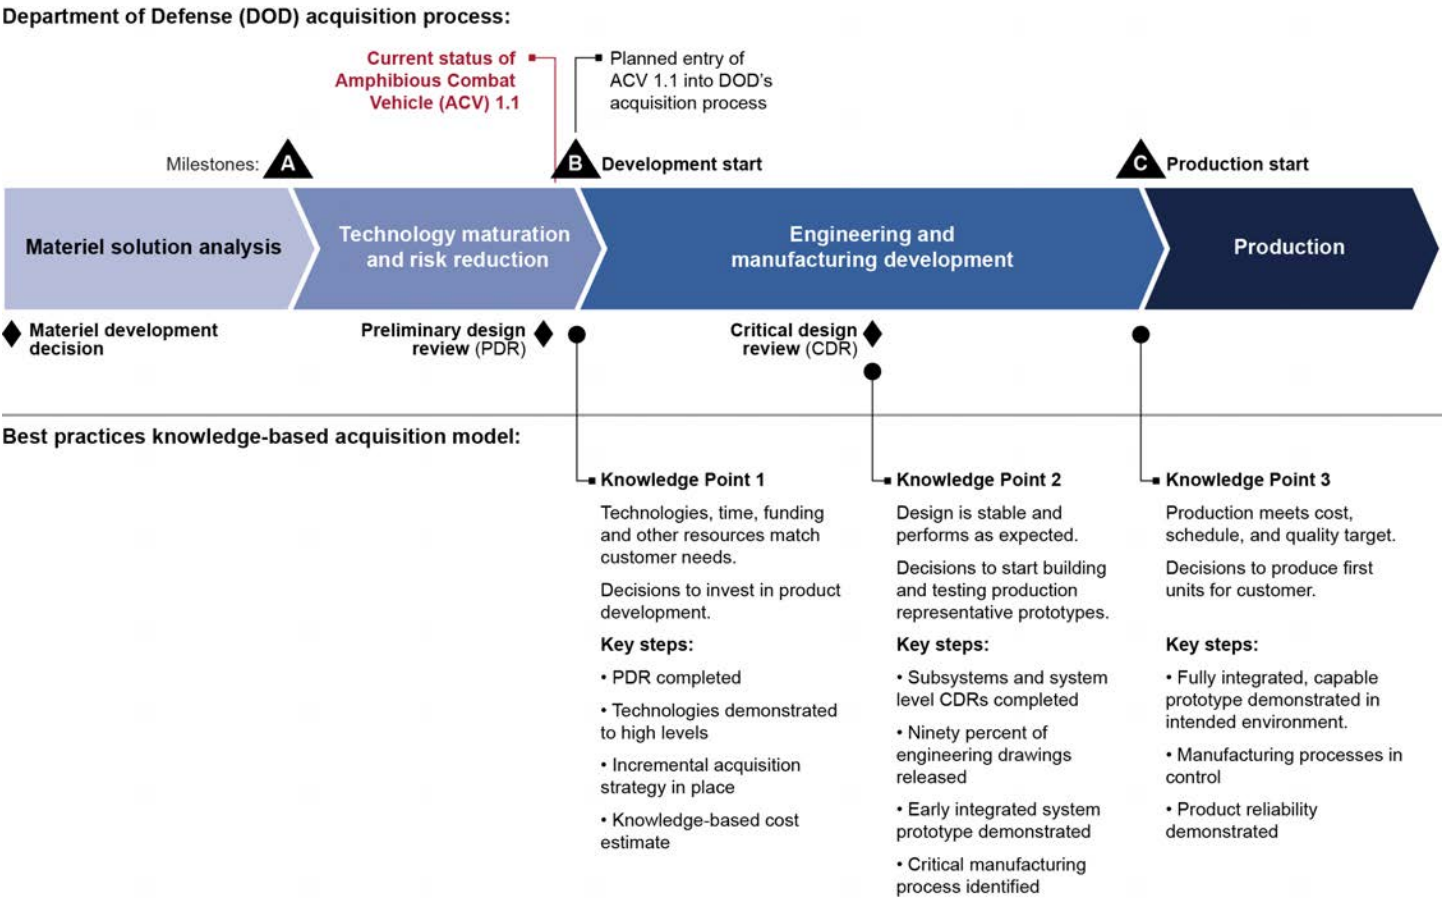 Department of Defense (DOD) acquisition process:
Current status of
Amphibious Combat
Vehicle (ACV) 1.1
Planned entry of
ACV 1.1 into DOD's
acquisition process
Milestones:
A
B
Development start
C
Production start
Materiel solution analysis
Technology maturation
and risk reduction
Engineering and
manufacturing development
Production
Materiel development
decision
Preliminary design
review (PDR)
Critical design
review (CDR)
Best practices knowledge-based acquisition model:
Knowledge Point 1
Technologies, time, funding
and other resources match
customer needs.
Decisions to invest in product
development.
Key steps:
• PDR completed
• Technologies demonstrated
to high levels
• Incremental acquisition
strategy in place
• Knowledge-based cost
estimate
Knowledge Point 2
Design is stable and
performs as expected.
Decisions to start building
and testing production
representative prototypes.
Key steps:
• Subsystems and system
level CDRs completed
• Ninety percent of
engineering drawings
released
• Early integrated system
prototype demonstrated
• Critical manufacturing
process identified
Knowledge Point 3
Production meets cost,
schedule, and quality target.
Decisions to produce first
units for customer.
Key steps:
• Fully integrated, capable
prototype demonstrated in
intended environment.
• Manufacturing processes in
control
• Product reliability
demonstrated